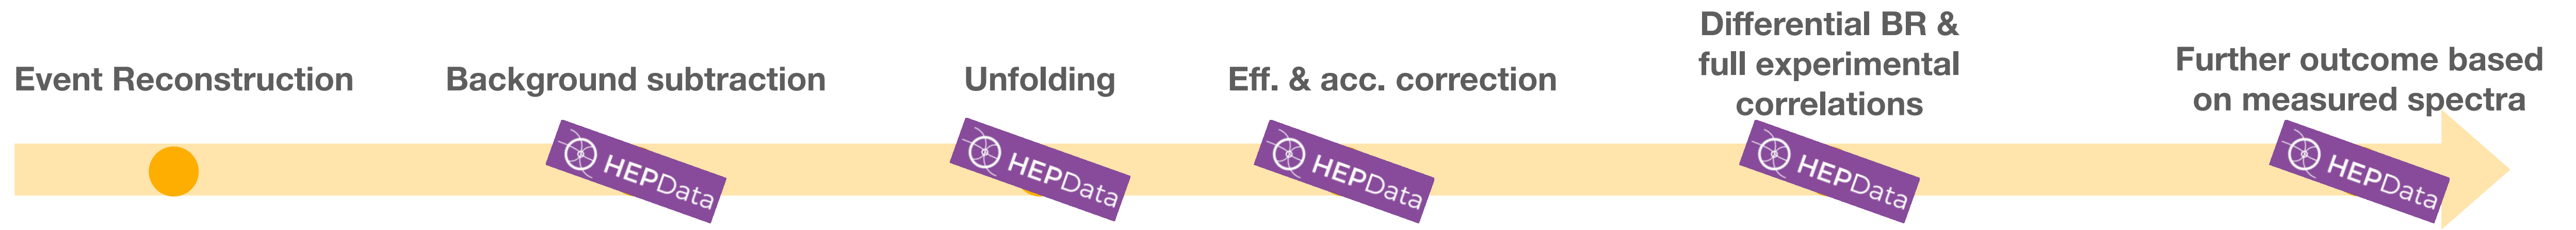 Event Reconstruction
Background subtraction
Unfolding
Eff. & acc. correction
Differential BR &
full experimental
correlations
Further outcome based
on measured spectra
HEPData
HEPData
HEPData
HEPData
HEPData